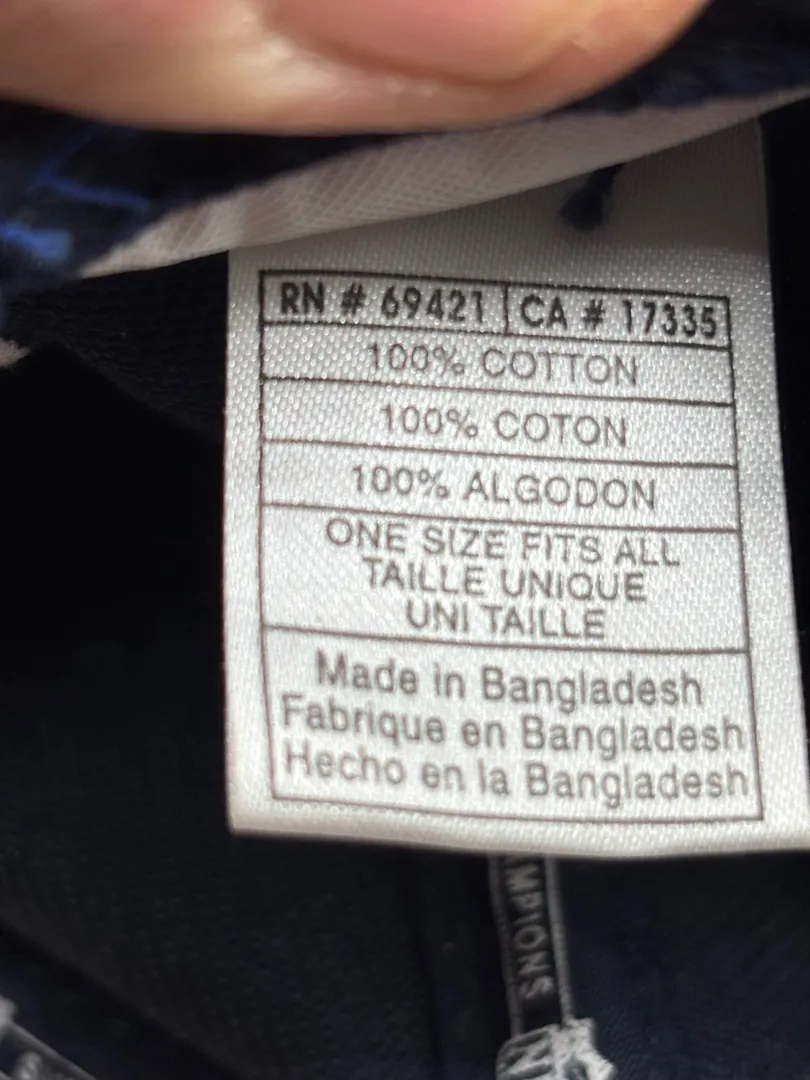 RN # 69421 | CA # 17335
100% COTTON
100% COTON
100% ALGODON
ONE SIZE FITS ALL
TAILLE UNIQUE
UNI TAILLE
Made in Bangladesh
Fabrique en Bangladesh
Hecho en la Bangladesh